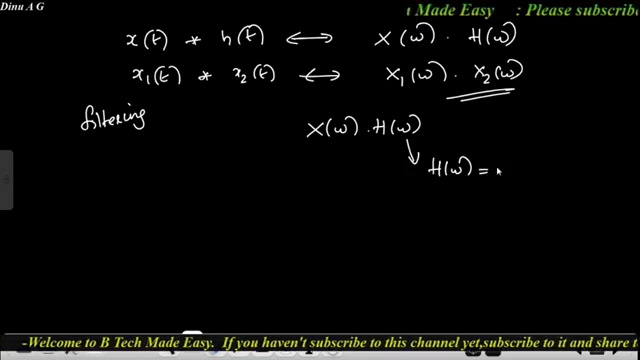 Dinu A G
t Made Easy : Please subscribe
x(t) * h(t) ⟷ X(ω) · H(ω)
x₁(t) * x₂(t) ⟷ X₁(ω) · X₂(ω)
filtering
X(ω) · H(ω)
H(ω) =
-Welcome to B Tech Made Easy. If you haven't subscribe to this channel yet,subscribe to it and share t